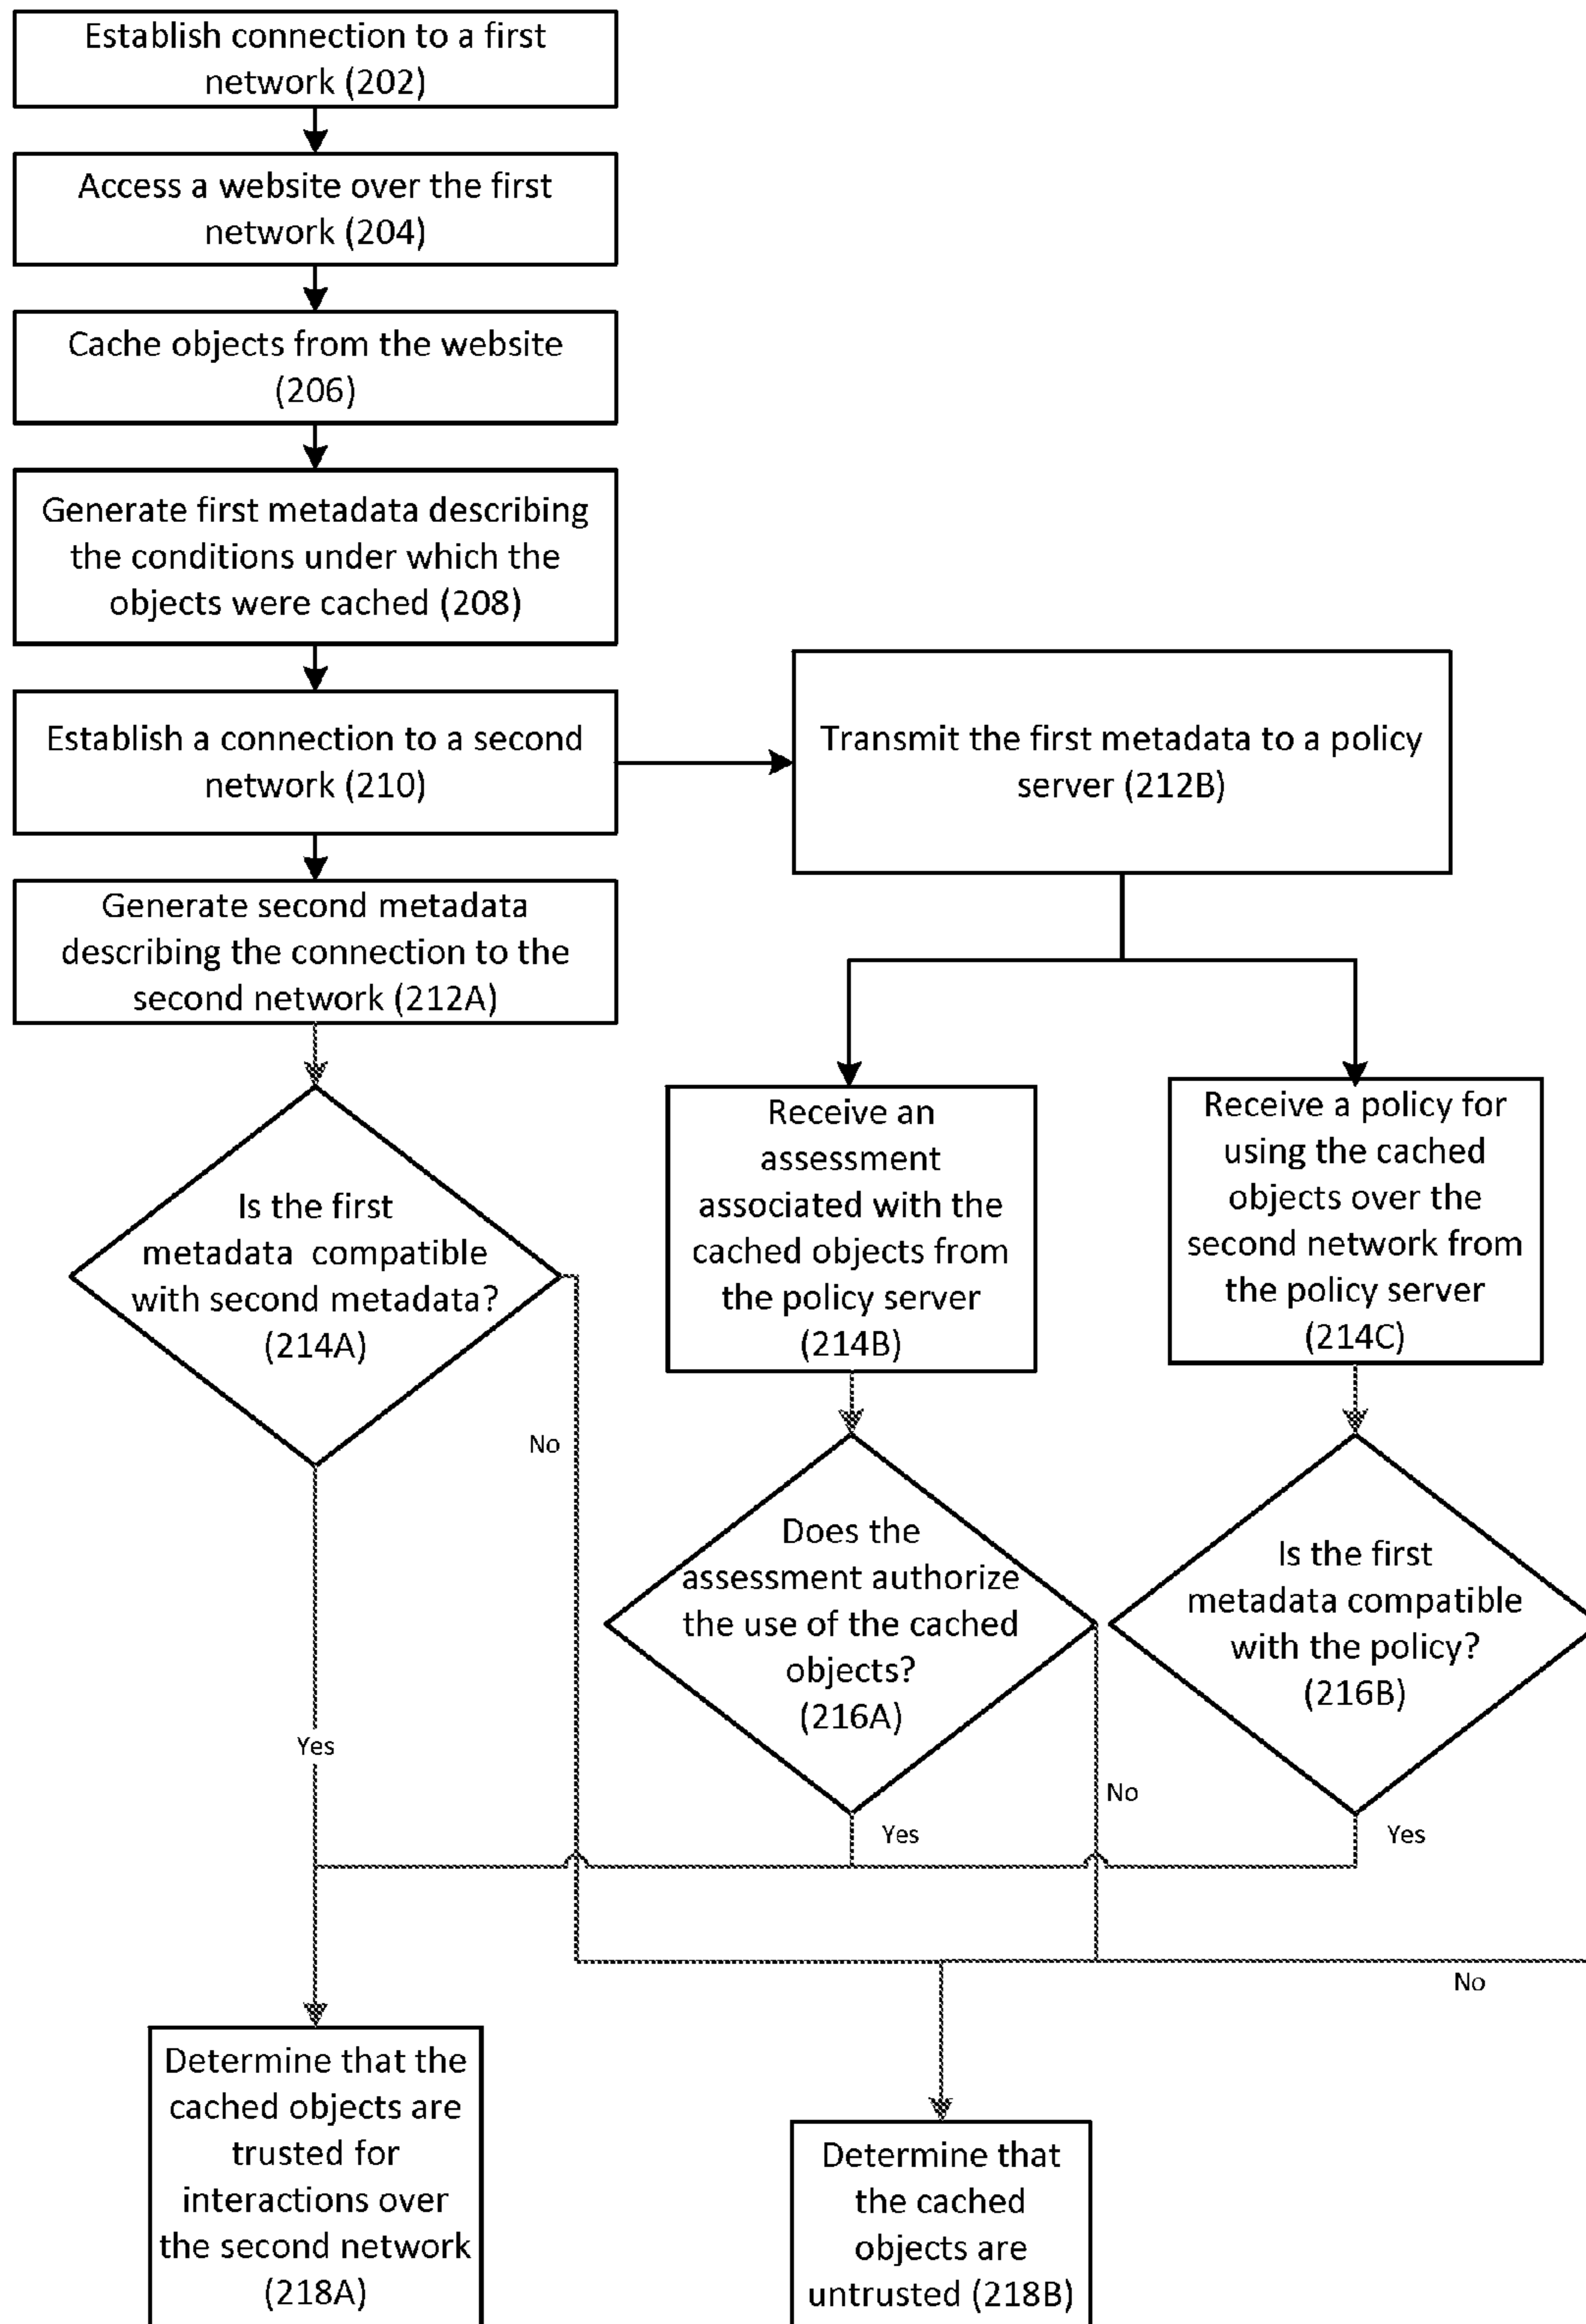 Establish connection to a first
network (202)
Access a website over the first
network (204)
Cache objects from the website
(206)
Generate first metadata describing
the conditions under which the
objects were cached (208)
Establish a connection to a second
network (210)
Transmit the first metadata to a policy
server (212B)
Generate second metadata
describing the connection to the
second network (212A)
Is the first
metadata compatible
with second metadata?
(214A)
Receive an
assessment
associated with the
cached objects from
the policy server
(214B)
Receive a policy for
using the cached
objects over the
second network from
the policy server
(214C)
No
Does the
assessment authorize
the use of the cached
objects?
(216A)
Is the first
metadata compatible
with the policy?
(216B)
Yes
No
Yes
Yes
No
Determine that the
cached objects are
trusted for
interactions over
the second network
(218A)
Determine that
the cached
objects are
untrusted (218B)